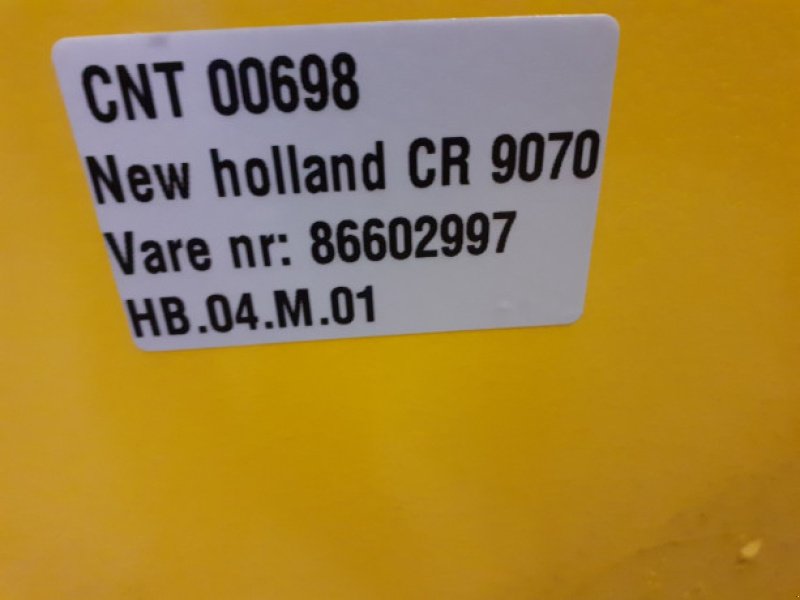 CNT 00698
New holland CR 9070
Vare nr: 86602997
HB.04.M.01